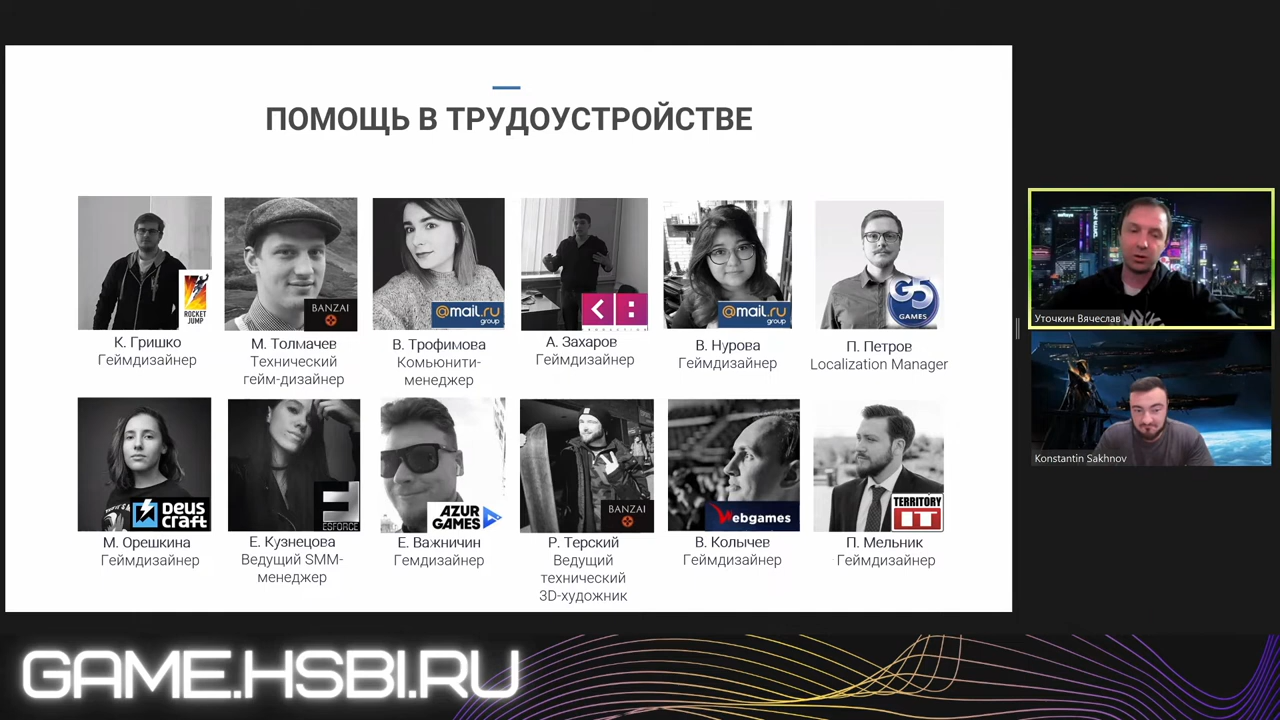 ПОМОЩЬ В ТРУДОУСТРОЙСТВЕ
ROCKET
JUMP
BANZAI
@mail.ru
group
@mail.ru
group
G5
GAMES
К. Гришко
Геймдизайнер
М. Толмачев
Технический
гейм-дизайнер
В. Трофимова
Комьюнити-
менеджер
А. Захаров
Геймдизайнер
В. Нурова
Геймдизайнер
П. Петров
Localization Manager
DEUS
CRAFT
ESFORCE
AZUR
GAMES
BANZAI
Webgames
TERRITORY
IT
М. Орешкина
Геймдизайнер
Е. Кузнецова
Ведущий SMM-
менеджер
Е. Важничин
Гемдизайнер
Р. Терский
Ведущий
технический
3D-художник
В. Колычев
Геймдизайнер
П. Мельник
Геймдизайнер
Уточкин Вячеслав
Konstantin Sakhnov
GAME.HSBI.RU